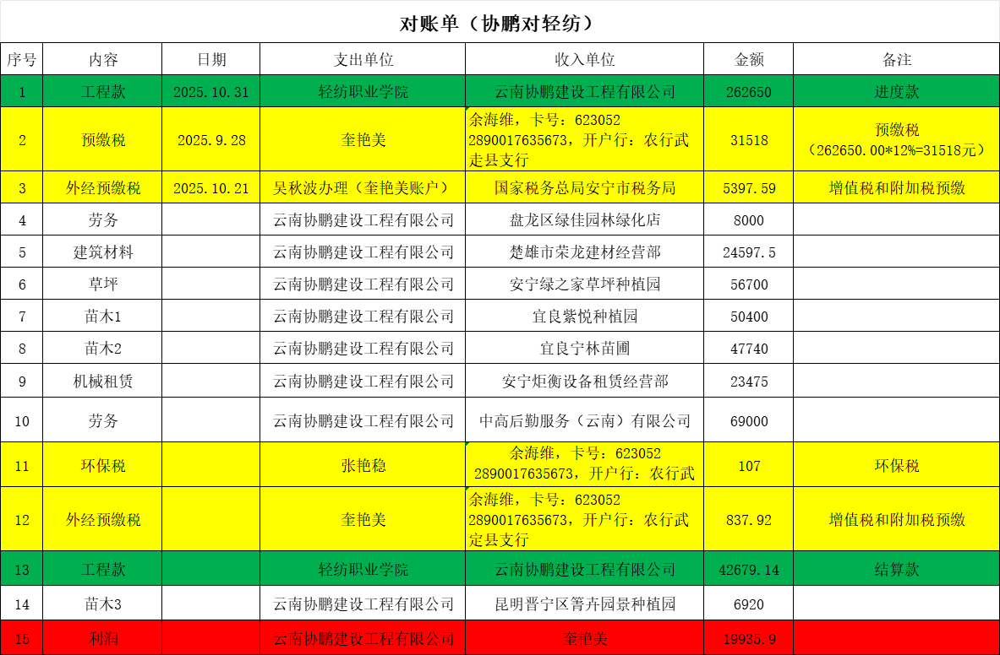 对账单（协鹏对轻纺）
序号 内容 日期 支出单位 收入单位 金额 备注
1 工程款 2025.10.31 轻纺职业学院 云南协鹏建设工程有限公司 262650 进度款
2 预缴税 2025.9.28 奎艳美 余海维，卡号：623052
2890017635673，开户行：农行武
走县支行 31518 预缴税
（262650.00*12%=31518元）
3 外经预缴税 2025.10.21 吴秋波办理（奎艳美账户） 国家税务总局安宁市税务局 5397.59 增值税和附加税预缴
4 劳务 云南协鹏建设工程有限公司 盘龙区绿佳园林绿化店 8000
5 建筑材料 云南协鹏建设工程有限公司 楚雄市荣龙建材经营部 24597.5
6 草坪 云南协鹏建设工程有限公司 安宁绿之家草坪种植园 56700
7 苗木1 云南协鹏建设工程有限公司 宜良紫悦种植园 50400
8 苗木2 云南协鹏建设工程有限公司 宜良宁林苗圃 47740
9 机械租赁 云南协鹏建设工程有限公司 安宁炬衡设备租赁经营部 23475
10 劳务 云南协鹏建设工程有限公司 中高后勤服务（云南）有限公司 69000
11 环保税 张艳稳 余海维，卡号：623052
2890017635673，开户行：农行武 107 环保税
12 外经预缴税 奎艳美 余海维，卡号：623052
2890017635673，开户行：农行武
定县支行 837.92 增值税和附加税预缴
13 工程款 轻纺职业学院 云南协鹏建设工程有限公司 42679.14 结算款
14 苗木3 云南协鹏建设工程有限公司 昆明晋宁区箐卉园景种植园 6920
15 利润 云南协鹏建设工程有限公司 奎艳美 19935.9